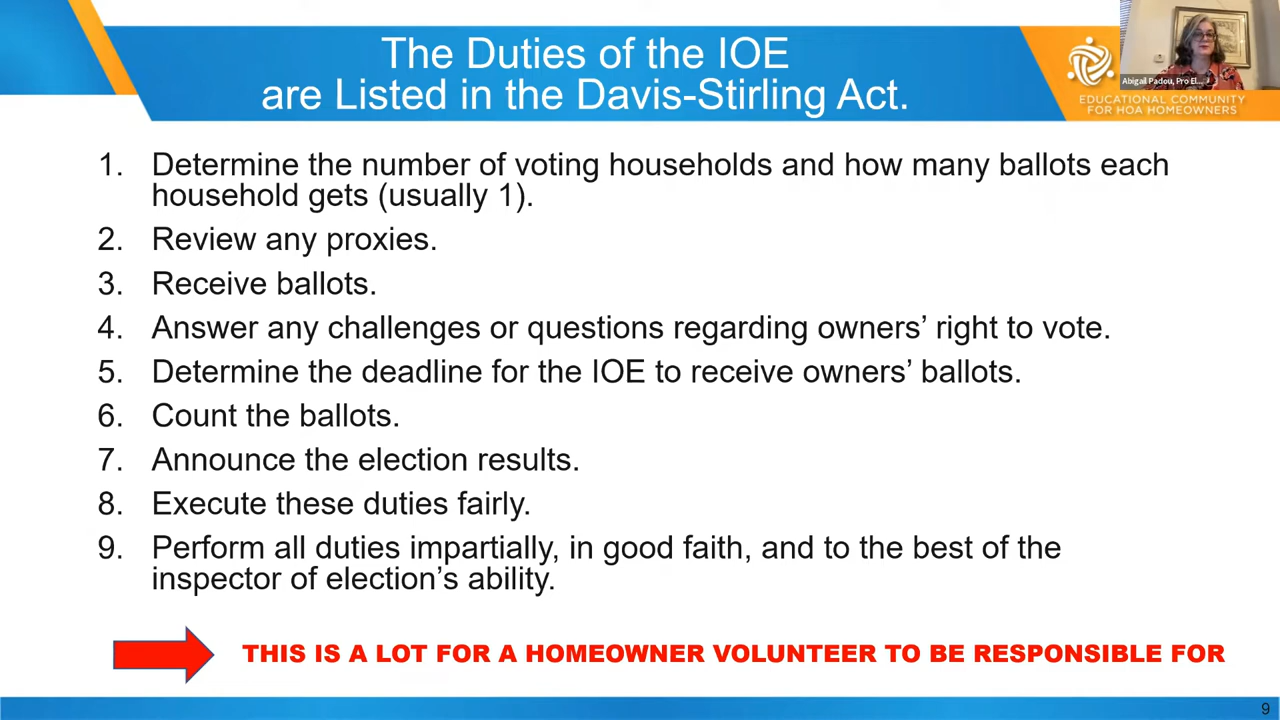 The Duties of the IOE
are Listed in the Davis-Stirling Act.
Abigail Padou, Pro El...
EDUCATIONAL COMMUNITY
FOR HOA HOMEOWNERS
1. Determine the number of voting households and how many ballots each
household gets (usually 1).
2. Review any proxies.
3. Receive ballots.
4. Answer any challenges or questions regarding owners’ right to vote.
5. Determine the deadline for the IOE to receive owners’ ballots.
6. Count the ballots.
7. Announce the election results.
8. Execute these duties fairly.
9. Perform all duties impartially, in good faith, and to the best of the
inspector of election’s ability.
THIS IS A LOT FOR A HOMEOWNER VOLUNTEER TO BE RESPONSIBLE FOR
9